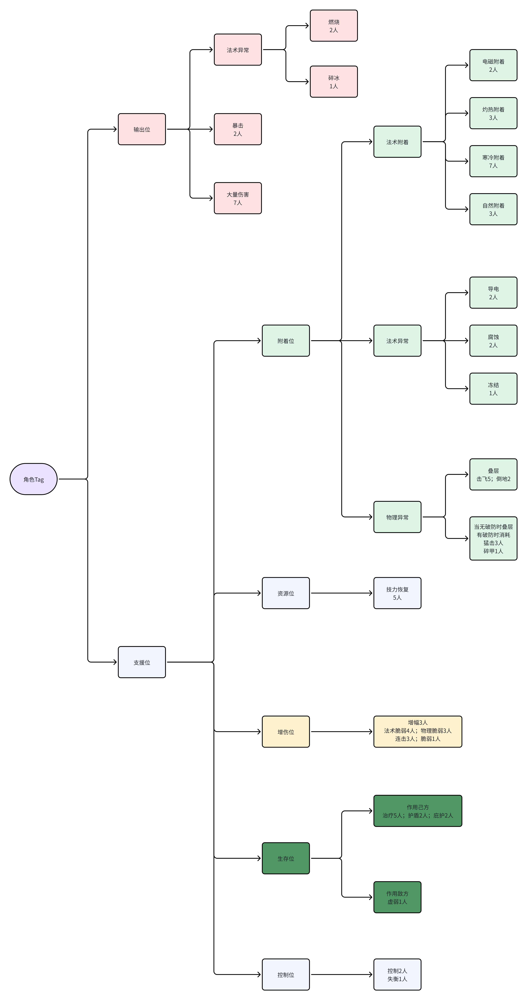 角色Tag
输出位
法术异常
燃烧
2人
碎冰
1人
暴击
2人
大量伤害
7人
支援位
附着位
法术附着
电磁附着
2人
灼热附着
3人
寒冷附着
7人
自然附着
3人
法术异常
导电
2人
腐蚀
2人
冻结
1人
物理异常
叠层
击飞5；倒地2
当无破防时叠层
有破防时消耗
猛击3人
碎甲1人
资源位
技力恢复
5人
增伤位
增幅3人
法术脆弱4人；物理脆弱3人
连击3人；脆弱1人
生存位
作用己方
治疗5人；护盾2人；庇护2人
作用敌方
虚弱1人
控制位
控制2人
失衡1人